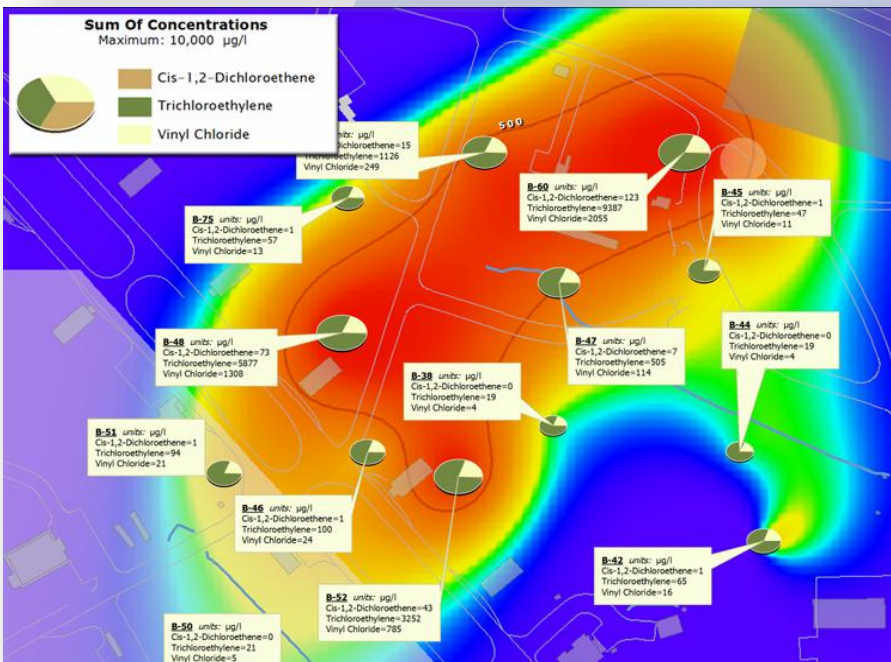 Sum Of Concentrations
Maximum: 10,000 µg/l
Cis-1,2-Dichloroethene
Trichloroethylene
Vinyl Chloride
500
units: µg/l
Dichloroethene=15
Trichloroethylene=1126
Vinyl Chloride=249
B-60 units: µg/l
Cis-1,2-Dichloroethene=123
Trichloroethylene=9387
Vinyl Chloride=2055
B-45 units: µg/l
Cis-1,2-Dichloroethene=1
Trichloroethylene=47
Vinyl Chloride=11
B-75 units: µg/l
Cis-1,2-Dichloroethene=1
Trichloroethylene=57
Vinyl Chloride=13
B-48 units: µg/l
Cis-1,2-Dichloroethene=73
Trichloroethylene=5877
Vinyl Chloride=1308
B-47 units: µg/l
Cis-1,2-Dichloroethene=7
Trichloroethylene=505
Vinyl Chloride=114
B-44 units: µg/l
Cis-1,2-Dichloroethene=0
Trichloroethylene=19
Vinyl Chloride=4
B-38 units: µg/l
Cis-1,2-Dichloroethene=0
Trichloroethylene=19
Vinyl Chloride=4
B-51 units: µg/l
Cis-1,2-Dichloroethene=1
Trichloroethylene=94
Vinyl Chloride=21
B-46 units: µg/l
Cis-1,2-Dichloroethene=1
Trichloroethylene=100
Vinyl Chloride=24
B-52 units: µg/l
Cis-1,2-Dichloroethene=43
Trichloroethylene=3252
Vinyl Chloride=785
B-42 units: µg/l
Cis-1,2-Dichloroethene=1
Trichloroethylene=65
Vinyl Chloride=16
B-50 units: µg/l
Cis-1,2-Dichloroethene=0
Trichloroethylene=21
Vinyl Chloride=5